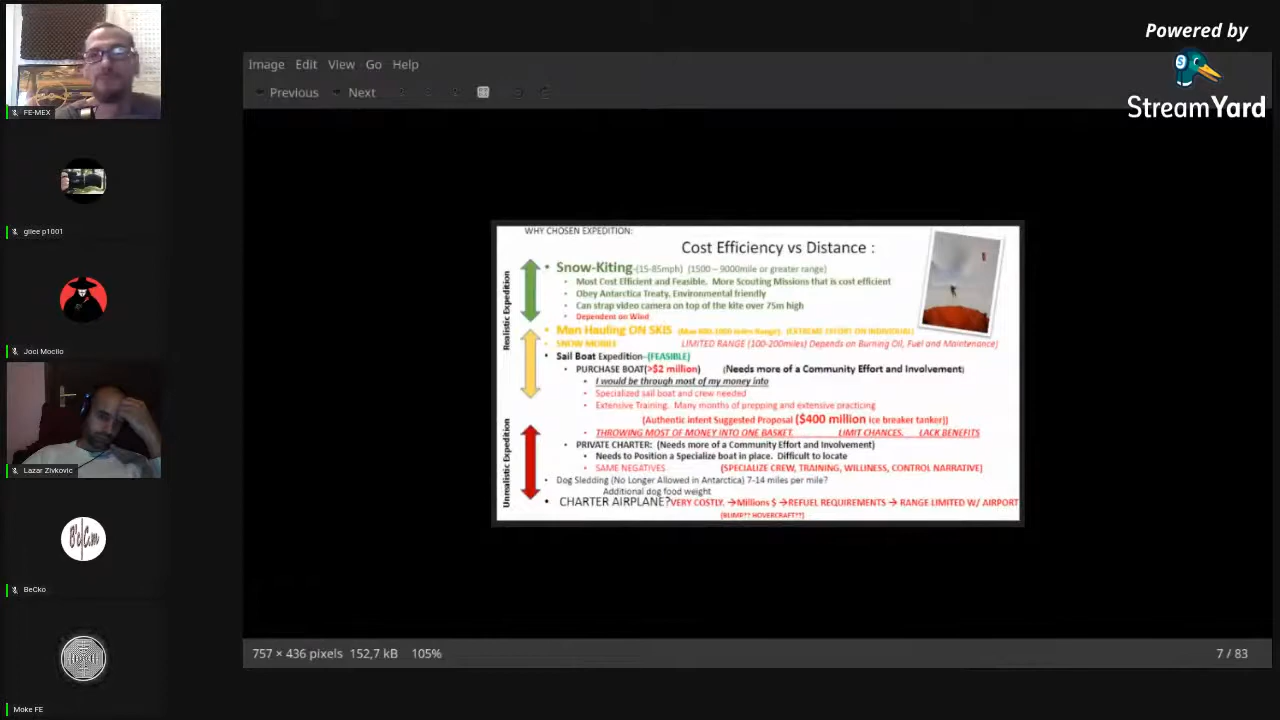 Powered by
StreamYard
Image Edit View Go Help
Previous Next
FE-MEX
gilee p1001
Joci Mocilo
Lazar Zivkovic
BeCko
Moke FE
WHY CHOSEN EXPEDITION:
Cost Efficiency vs Distance :
Realistic Expedition
Unrealistic Expedition
• Snow-Kiting-(15-85mph) (1500 – 9000mile or greater range)
• Most Cost Efficient and Feasible. More Scouting Missions that is cost efficient
• Obey Antarctica Treaty, Environmental friendly
• Can strap video camera on top of the kite over 75m high
• Dependent on Wind
• Man Hauling ON SKIS (Max 600-1000 miles Range). (EXTREME EFFORT ON INDIVIDUAL)
• SNOW MOBILE LIMITED RANGE (100-200miles) Depends on Burning Oil, Fuel and Maintenance)
• Sail Boat Expedition-(FEASIBLE)
• PURCHASE BOAT(>$2 million) (Needs more of a Community Effort and Involvement)
• I would be through most of my money into
• Specialized sail boat and crew needed
• Extensive Training. Many months of prepping and extensive practicing
(Authentic intent Suggested Proposal ($400 million ice breaker tanker))
• THROWING MOST OF MONEY INTO ONE BASKET. LIMIT CHANCES. LACK BENEFITS
• PRIVATE CHARTER: (Needs more of a Community Effort and Involvement)
• Needs to Position a Specialize boat in place. Difficult to locate
• SAME NEGATIVES (SPECIALIZE CREW, TRAINING, WILLINESS, CONTROL NARRATIVE)
• Dog Sledding (No Longer Allowed in Antarctica) 7-14 miles per mile?
Additional dog food weight
• CHARTER AIRPLANE?VERY COSTLY. →Millions $ →REFUEL REQUIREMENTS → RANGE LIMITED W/ AIRPORT
(BLIMP?? HOVERCRAFT??)
757 × 436 pixels 152,7 kB 105%
7 / 83